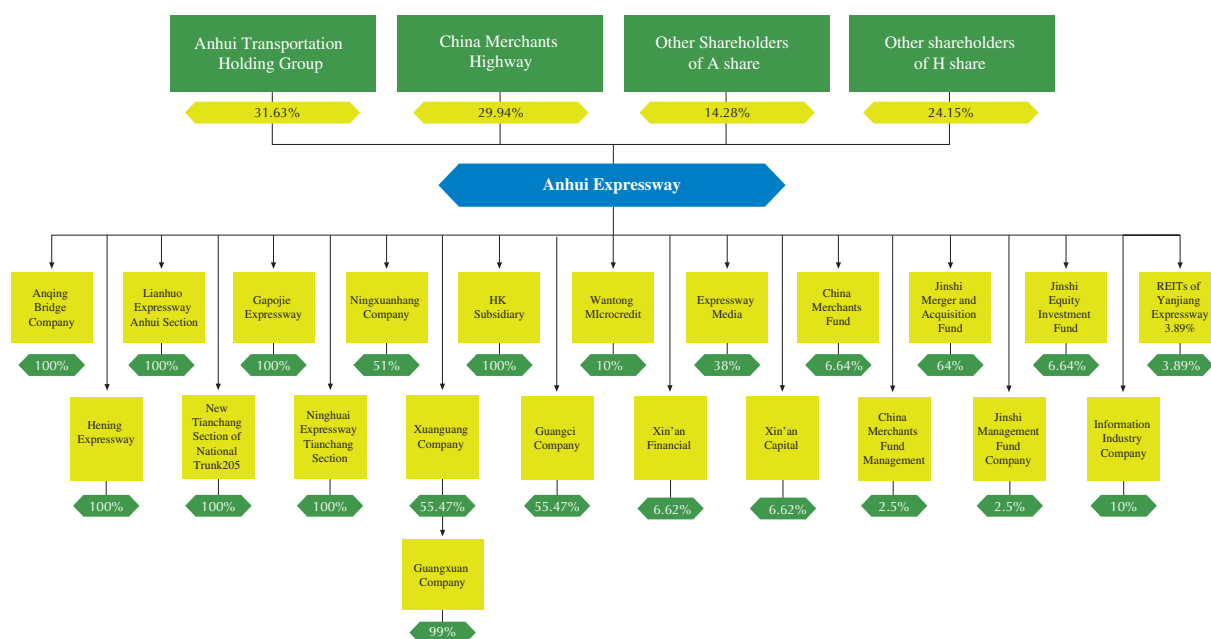 Anhui Transportation
Holding Group
China Merchants
Highway
Other Shareholders
of A share
Other shareholders
of H share
31.63%
29.94%
14.28%
24.15%
Anhui Expressway
Anqing
Bridge
Company
Lianhuo
Expressway
Anhui Section
Gapojie
Expressway
Ningxuanhang
Company
HK
Subsidiary
Wantong
MIcrocredit
Expressway
Media
China
Merchants
Fund
Jinshi
Merger and
Acquisition
Fund
Jinshi
Equity
Investment
Fund
REITs of
Yanjiang
Expressway
3.89%
100%
100%
100%
51%
100%
10%
38%
6.64%
64%
6.64%
3.89%
Hening
Expressway
New
Tianchang
Section of
National
Trunk205
Ninghuai
Expressway
Tianchang
Section
Xuanguang
Company
Guangci
Company
Xin'an
Financial
Xin'an
Capital
China
Merchants
Fund
Management
Jinshi
Management
Fund
Company
Information
Industry
Company
100%
100%
100%
55.47%
55.47%
6.62%
6.62%
2.5%
2.5%
10%
Guangxuan
Company
99%